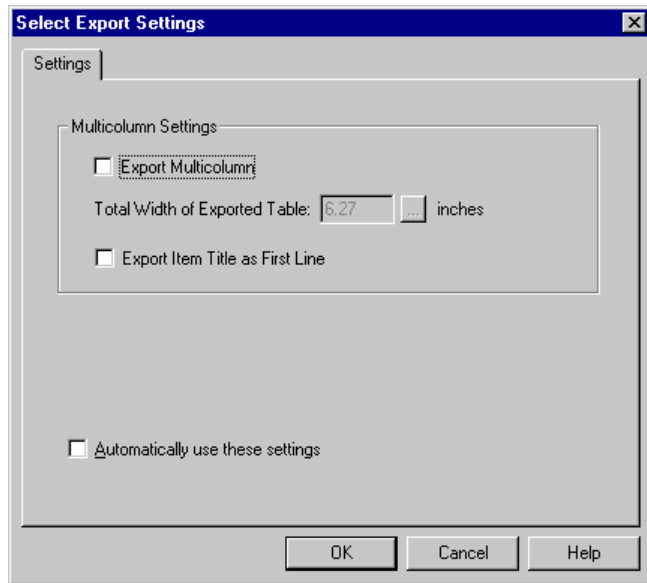 Select Export Settings
Settings
Multicolumn Settings
Export Multicolumn
Total Width of Exported Table: 6.27 ... inches
Export Item Title as First Line
Automatically use these settings
OK Cancel Help